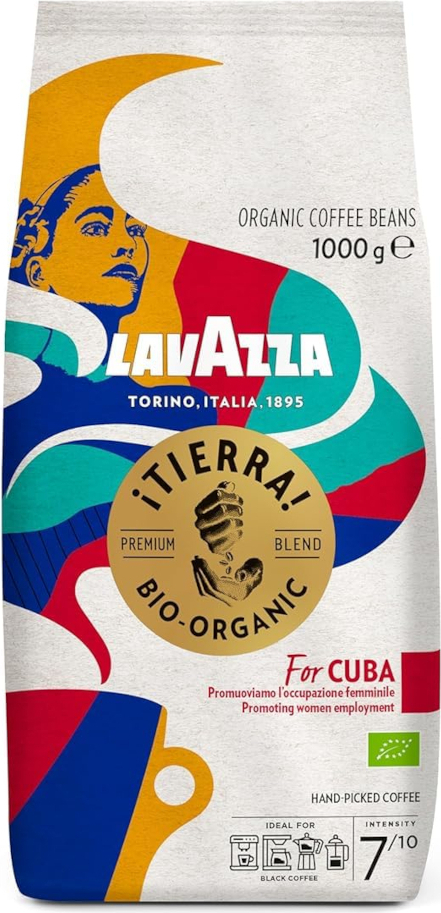 ORGANIC COFFEE BEANS
1000 g ℮
LAVAZZA
TORINO, ITALIA, 1895
¡TIERRA!
PREMIUM BLEND
BIO-ORGANIC
For CUBA
Promuoviamo l'occupazione femminile
Promoting women employment
HAND-PICKED COFFEE
IDEAL FOR
BLACK COFFEE
INTENSITY
7/10